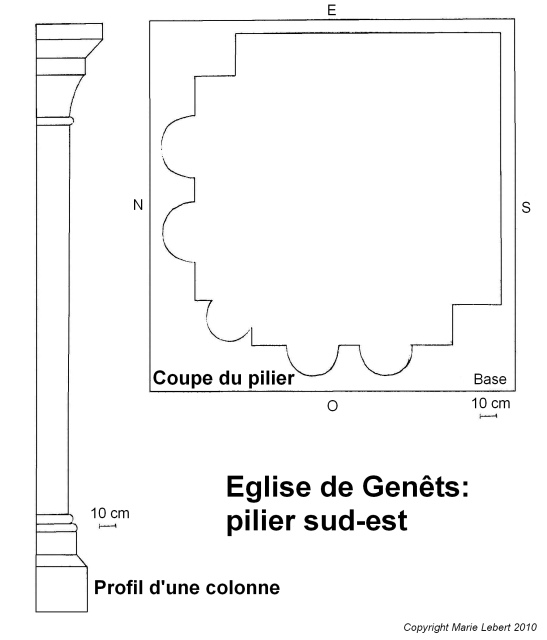 E
N
S
Coupe du pilier
Base
O
10 cm
Eglise de Genêts:
pilier sud-est
10 cm
Profil d'une colonne
Copyright Marie Lebert 2010